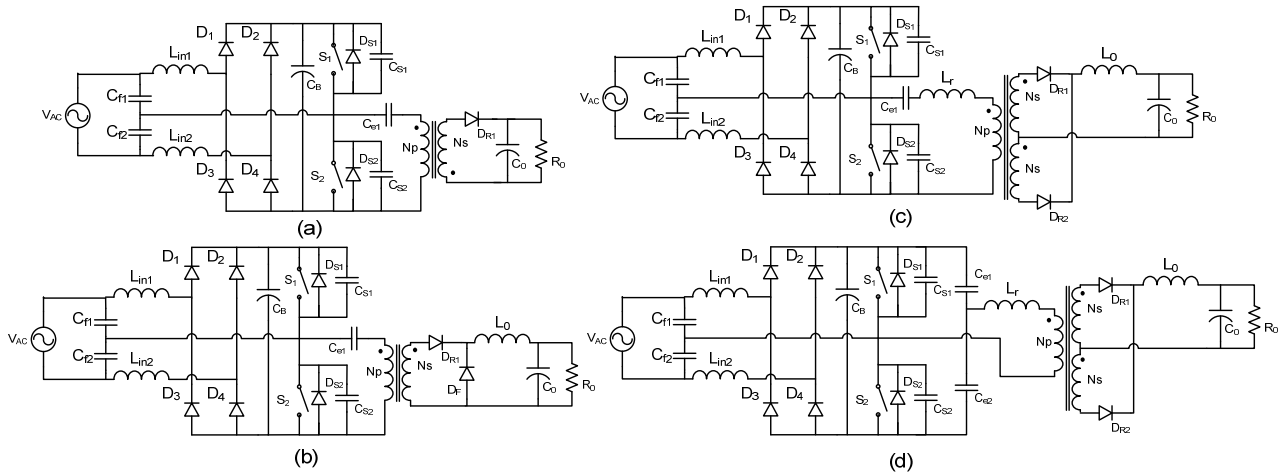 D1 D2 Lin1 S1 DS1 CS1 CB
VAC Cf1 Cf2 Ce1 Np Ns DR1 C0 R0
Lin2 D3 D4 S2 DS2 CS2
(a)
D1 D2 Lin1 S1 DS1 CS1 CB
VAC Cf1 Cf2 Ce1 Np Ns DR1 DF L0 C0 R0
Lin2 D3 D4 S2 DS2 CS2
(b)
D1 D2 Lin1 S1 DS1 CS1 CB
VAC Cf1 Cf2 Ce1 Lr Np Ns Ns DR1 DR2 L0 C0 R0
Lin2 D3 D4 S2 DS2 CS2
(c)
D1 D2 Lin1 S1 DS1 CS1 CB Ce1
VAC Cf1 Cf2 Lr Np Ns Ns DR1 DR2 L0 C0 R0
Lin2 D3 D4 S2 DS2 CS2 Ce2
(d)